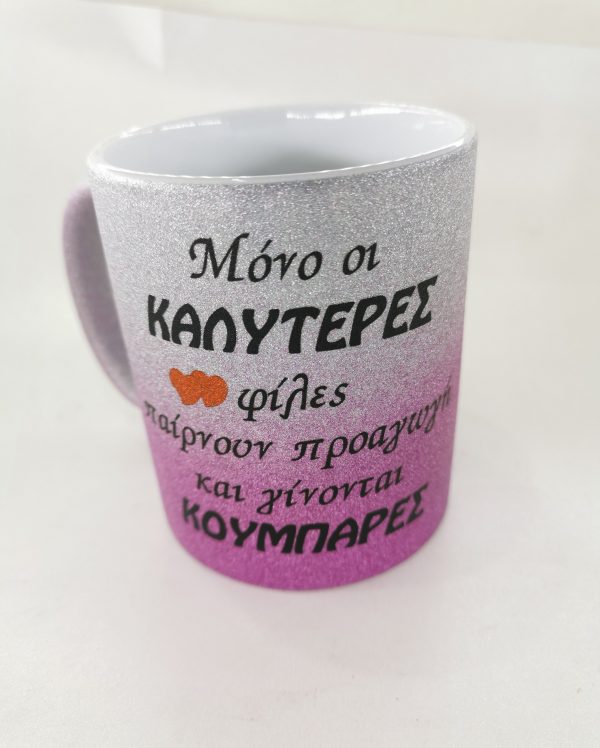 Μόνο οι
ΚΑΛΥΤΕΡΕΣ
φίλες
παίρνουν προαγωγή
και γίνονται
ΚΟΥΜΠΑΡΕΣ